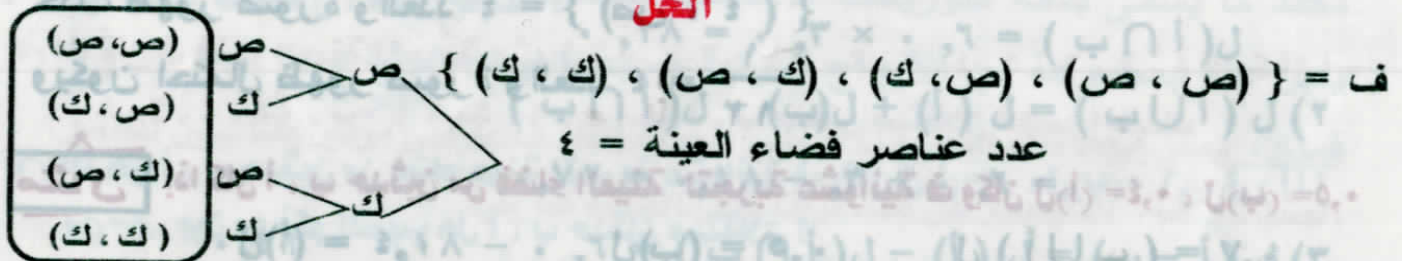 الحل
ف = { (ص ، ص) ، (ص، ك) ، (ك ، ص) ، (ك ، ك) }
عدد عناصر فضاء العينة = ٤
ص
ك
ص
ك
ص
ك
(ص، ص)
(ص، ك)
(ك، ص)
(ك، ك)